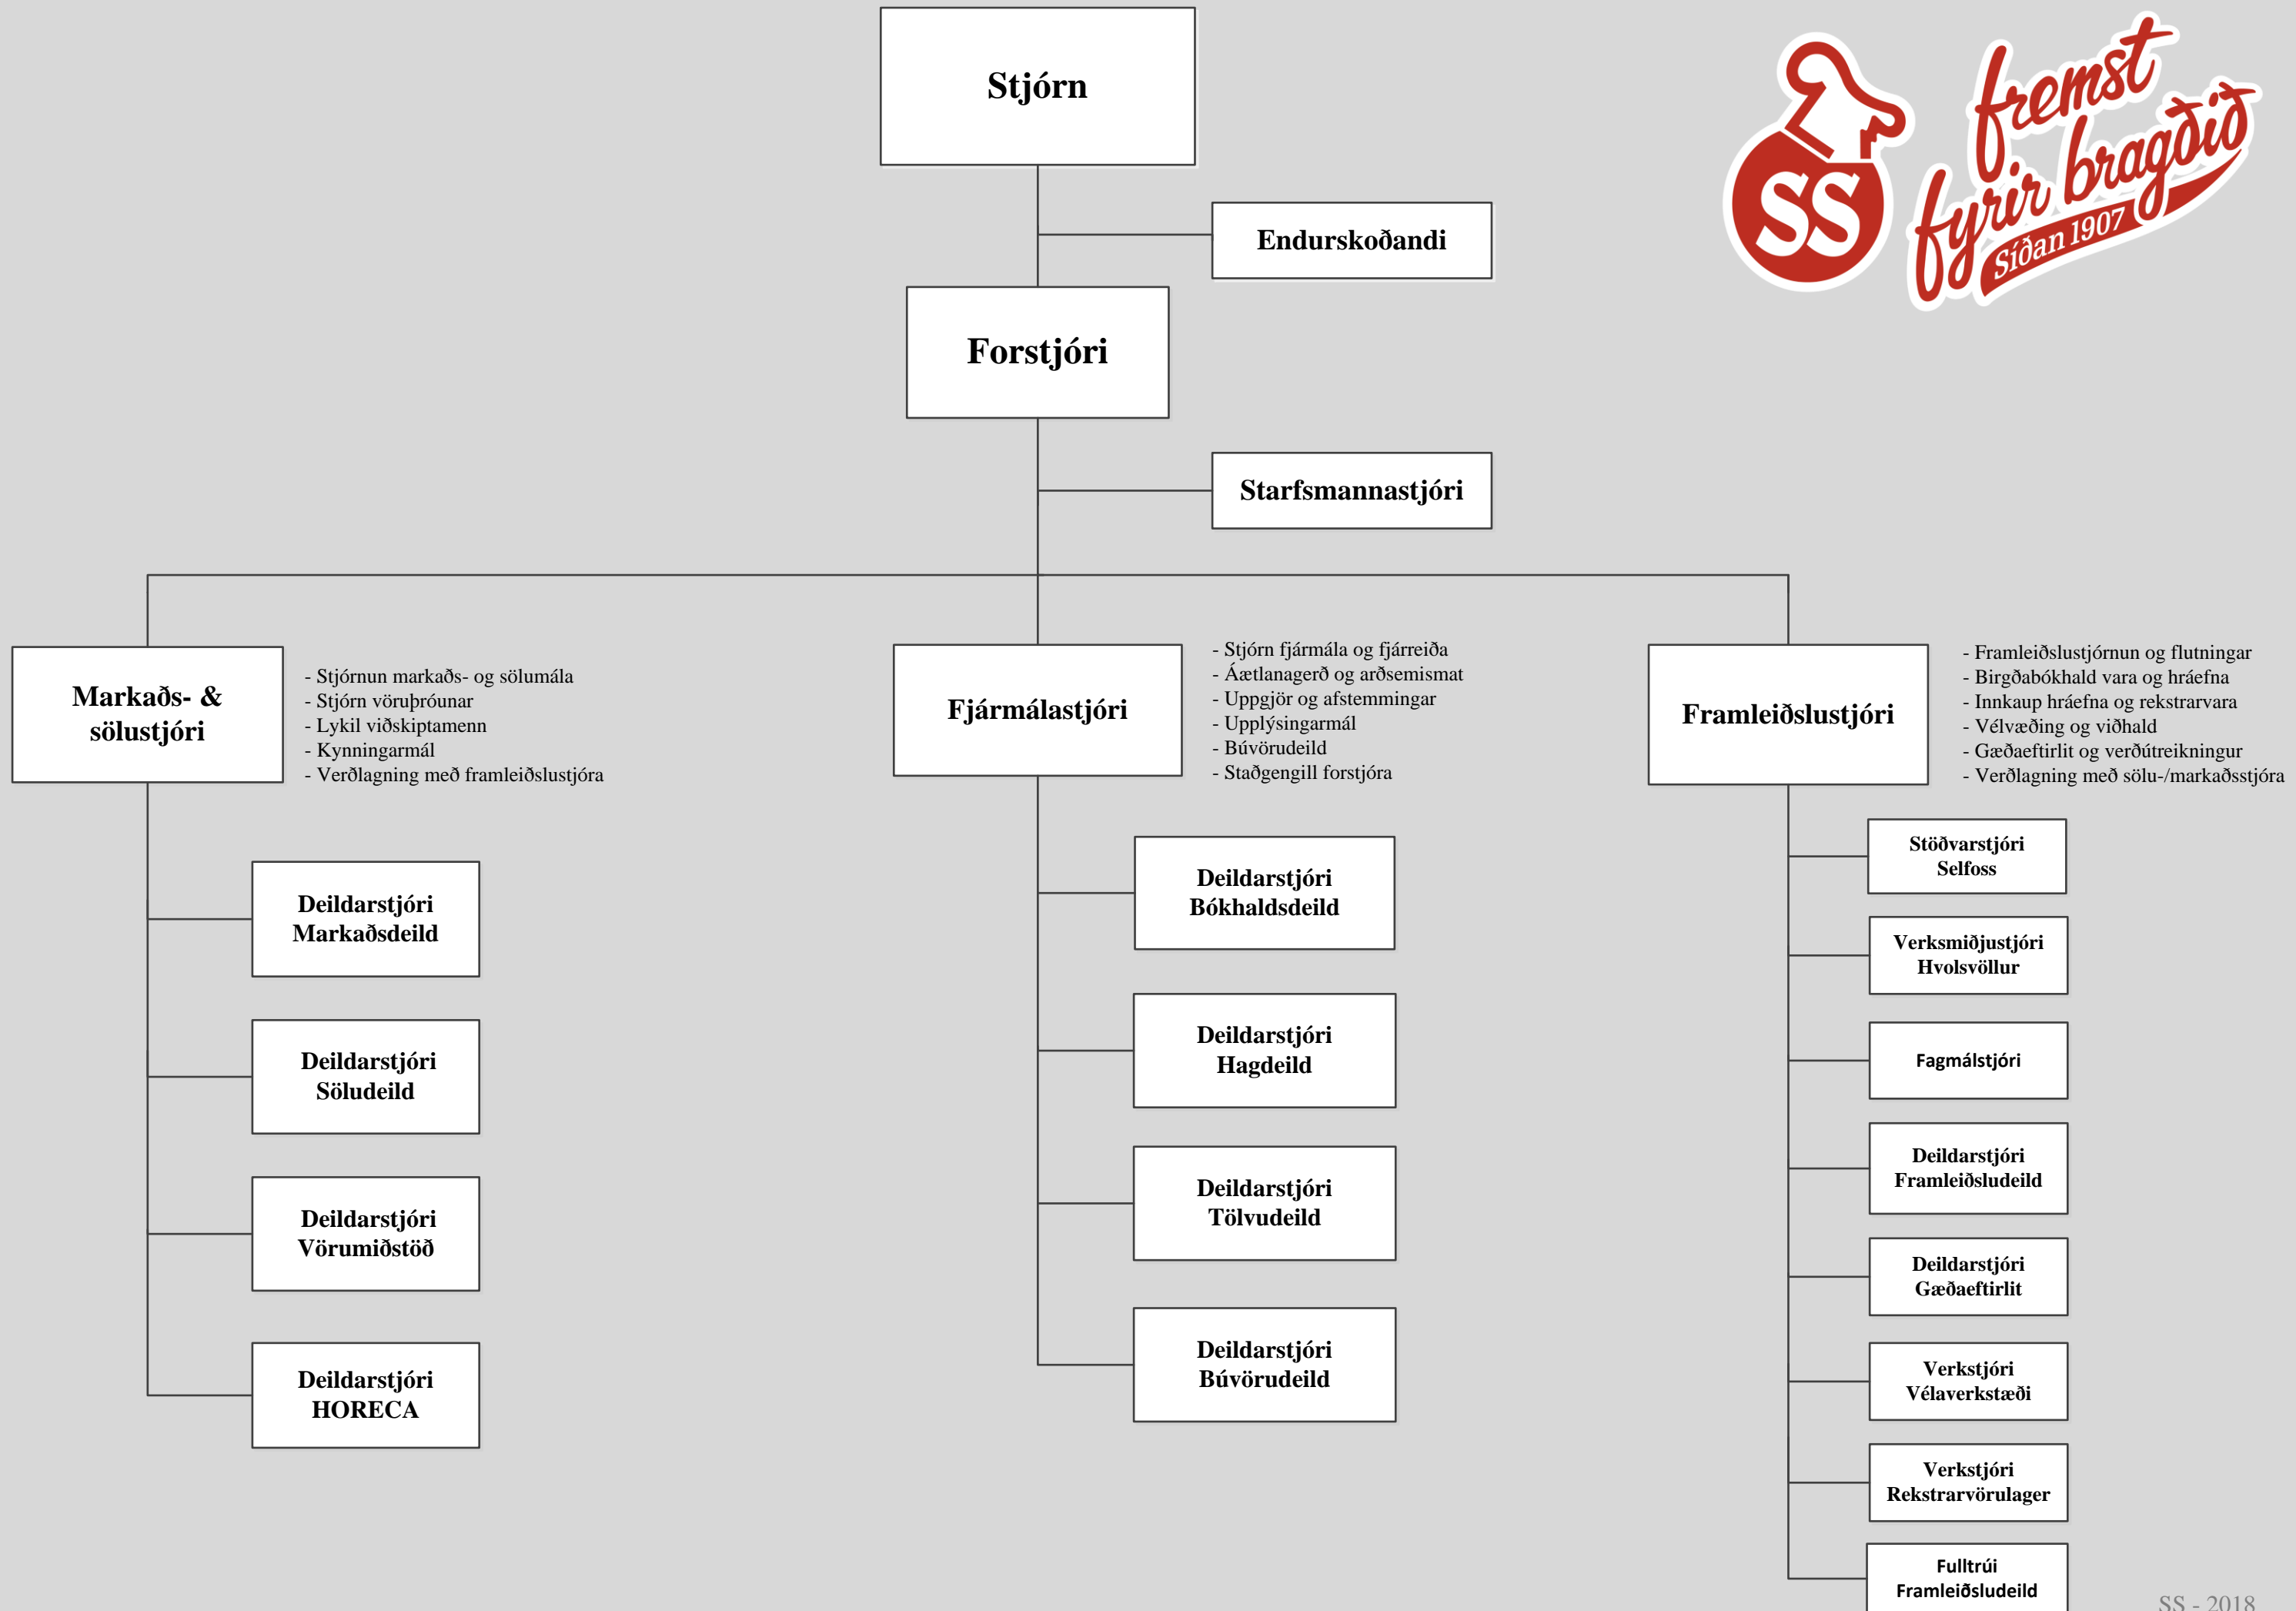 Stjórn
SS
fremst
fyrir bragðið
Síðan 1907
Endurskoðandi
Forstjóri
Starfsmannastjóri
Markaðs- &
sölustjóri
- Stjórnun markaðs- og sölumála
- Stjórn vöruþróunar
- Lykil viðskiptamenn
- Kynningarmál
- Verðlagning með framleiðslustjóra
Deildarstjóri
Markaðsdeild
Deildarstjóri
Söludeild
Deildarstjóri
Vörumiðstöð
Deildarstjóri
HORECA
Fjármálastjóri
- Stjórn fjármála og fjárreiða
- Áætlanagerð og arðsemismat
- Uppgjör og afstemmingar
- Upplýsingarmál
- Búvörudeild
- Staðgengill forstjóra
Deildarstjóri
Bókhaldsdeild
Deildarstjóri
Hagdeild
Deildarstjóri
Tölvudeild
Deildarstjóri
Búvörudeild
Framleiðslustjóri
- Framleiðslustjórnun og flutningar
- Birgðabókhald vara og hráefna
- Innkaup hráefna og rekstrarvara
- Vélvæðing og viðhald
- Gæðaeftirlit og verðútreikningur
- Verðlagning með sölu-/markaðsstjóra
Stöðvarstjóri
Selfoss
Verksmiðjustjóri
Hvolsvöllur
Fagmálstjóri
Deildarstjóri
Framleiðsludeild
Deildarstjóri
Gæðaeftirlit
Verkstjóri
Vélaverkstæði
Verkstjóri
Rekstrarvörulager
Fulltrúi
Framleiðsludeild
SS - 2018